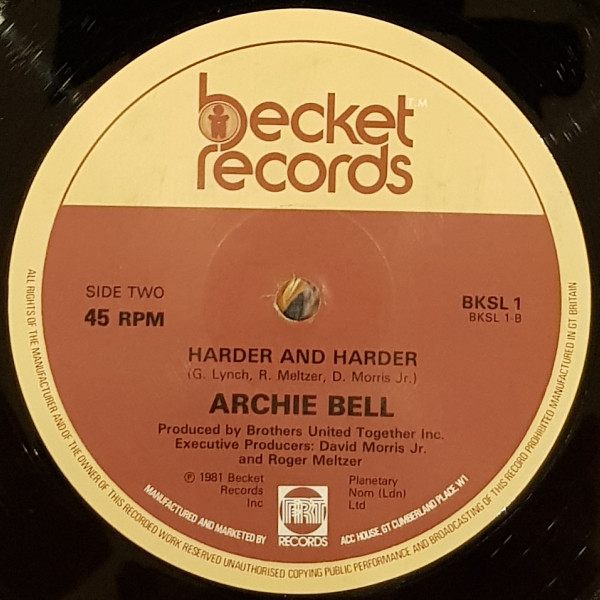 becket T.M
records
SIDE TWO
45 RPM
BKSL 1
BKSL 1-B
HARDER AND HARDER
(G. Lynch, R. Meltzer, D. Morris Jr.)
ARCHIE BELL
Produced by Brothers United Together Inc.
Executive Producers: David Morris Jr.
and Roger Meltzer
℗ 1981 Becket
Records
Inc
Planetary
Nom (Ldn)
Ltd
MANUFACTURED AND MARKETED BY
PRT
RECORDS
ACC HOUSE, GT CUMBERLAND PLACE, W1
ALL RIGHTS OF THE MANUFACTURER AND OF THE OWNER OF THIS RECORDED WORK RESERVED UNAUTHORISED COPYING PUBLIC PERFORMANCE AND BROADCASTING OF THIS RECORD PROHIBITED MANUFACTURED IN GT BRITAIN